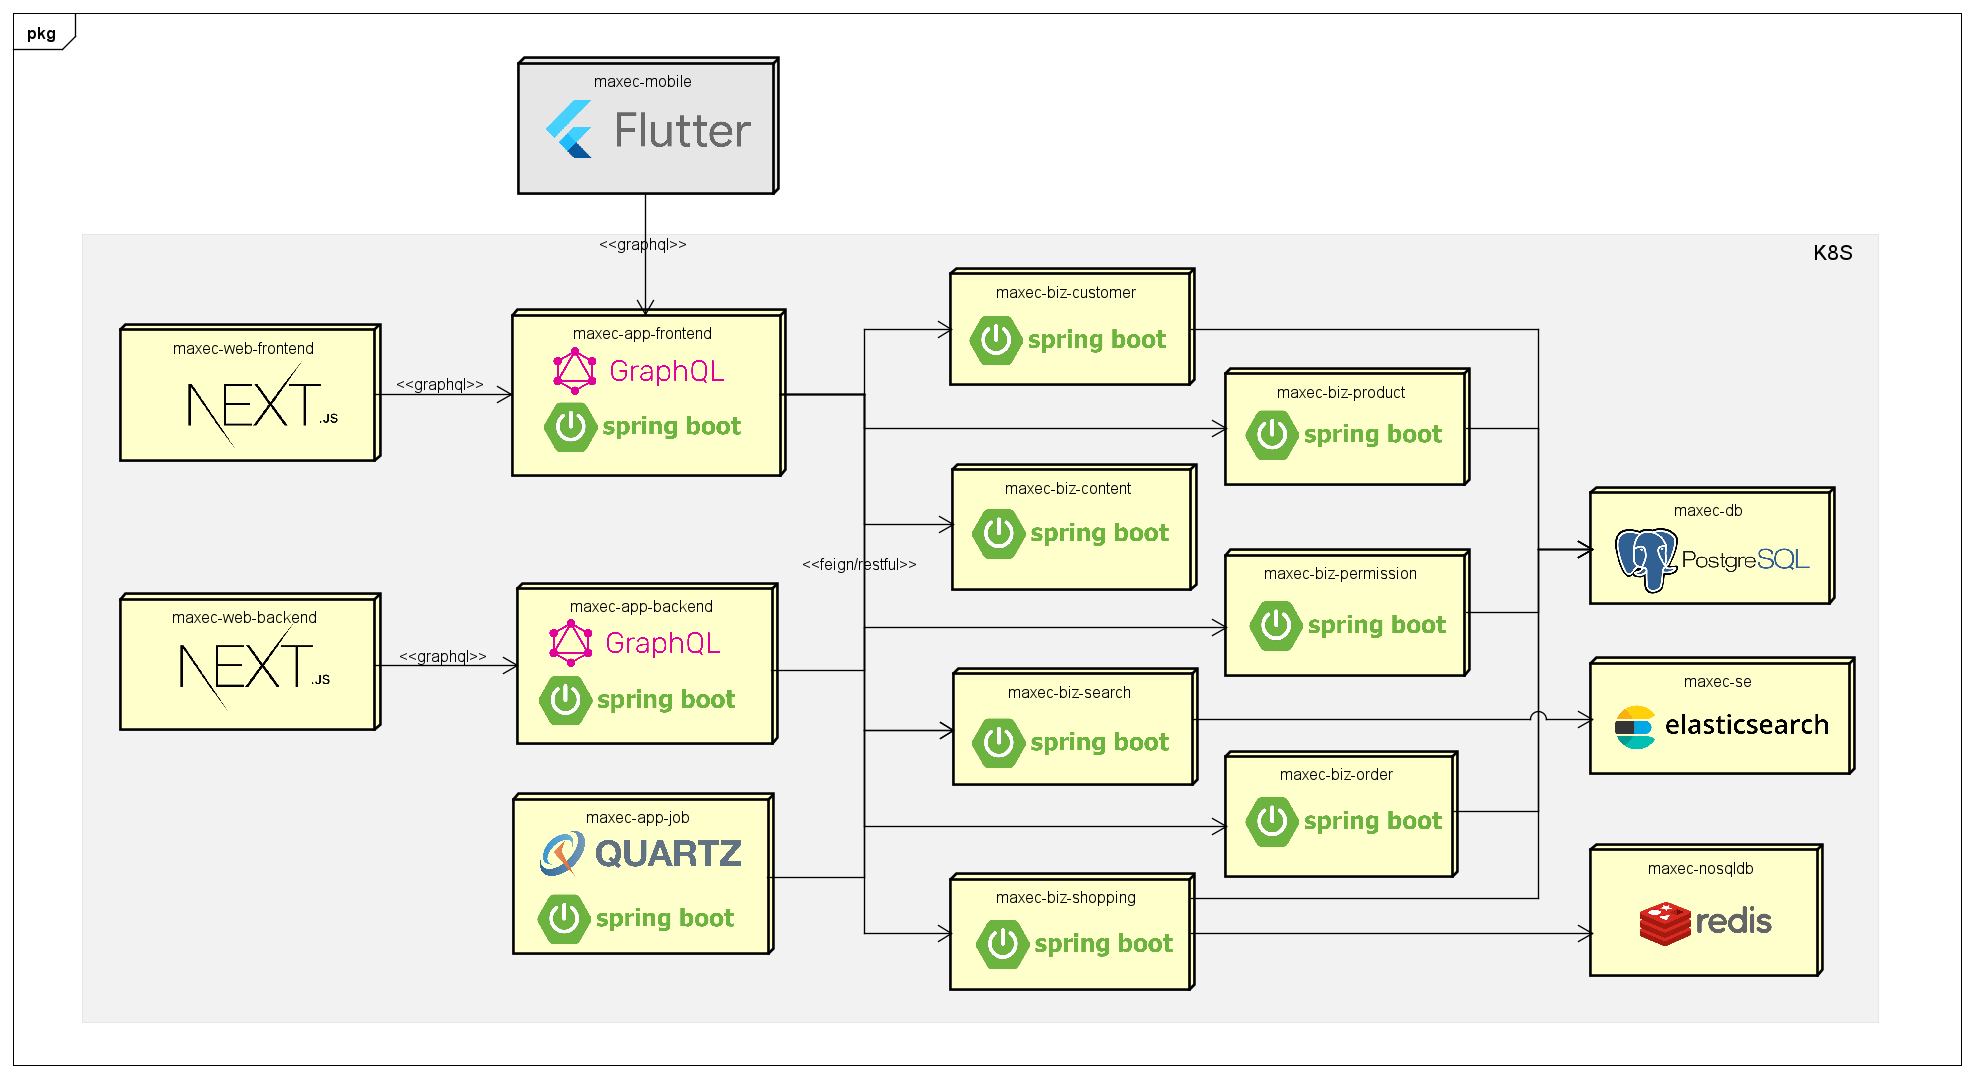 pkg
maxec-mobile
Flutter
<<graphql>>
K8S
maxec-web-frontend
NEXT.JS
<<graphql>>
maxec-app-frontend
GraphQL
spring boot
maxec-biz-customer
spring boot
maxec-biz-product
spring boot
maxec-biz-content
spring boot
<<feign/restful>>
maxec-biz-permission
spring boot
maxec-db
PostgreSQL
maxec-web-backend
NEXT.JS
<<graphql>>
maxec-app-backend
GraphQL
spring boot
maxec-biz-search
spring boot
maxec-se
elasticsearch
maxec-biz-order
spring boot
maxec-app-job
QUARTZ
spring boot
maxec-biz-shopping
spring boot
maxec-nosqldb
redis